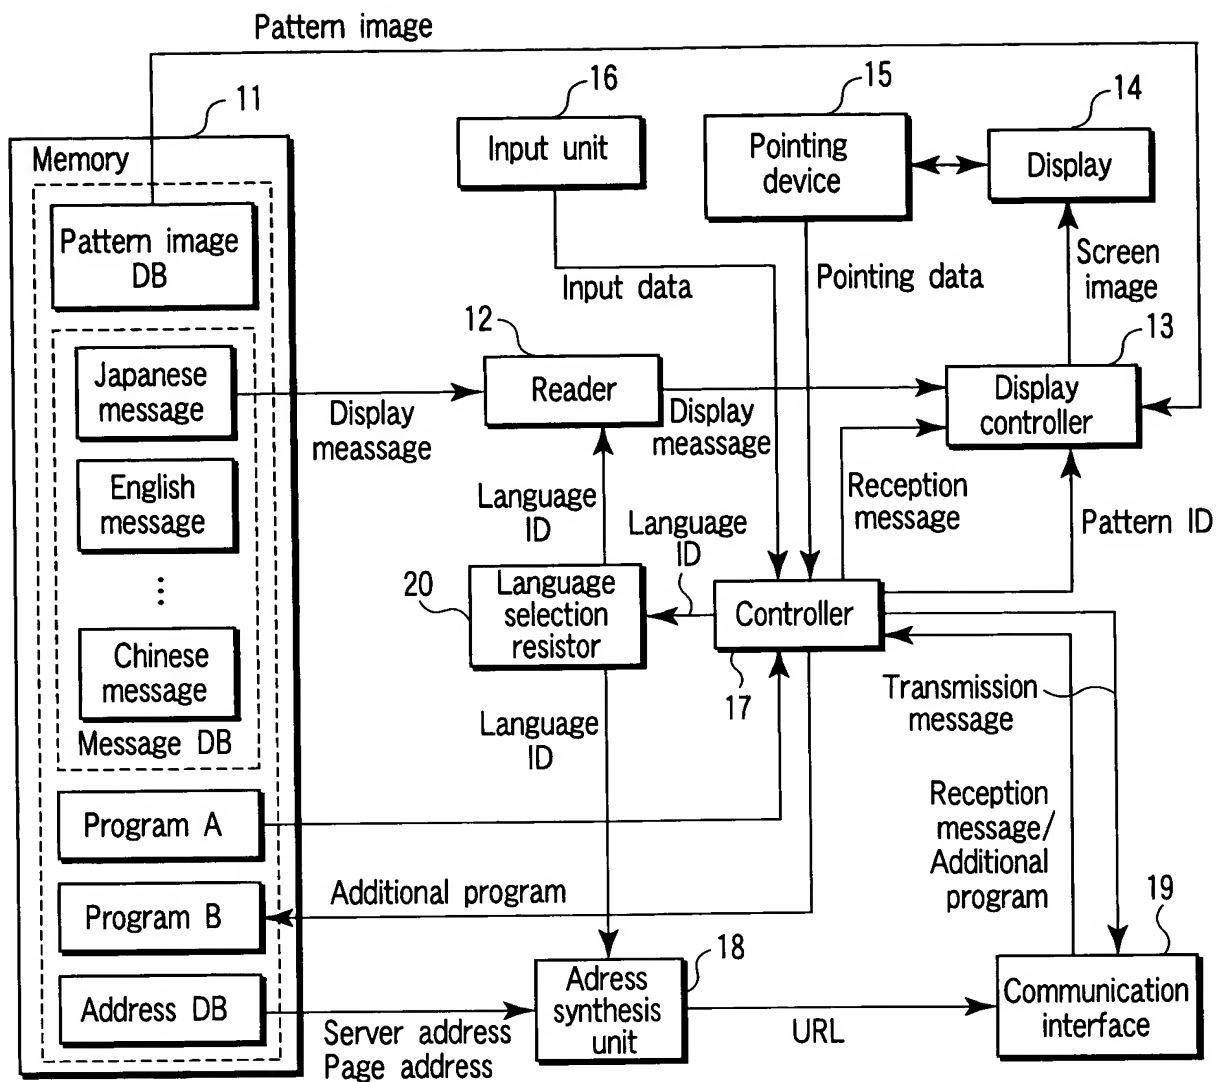 Pattern image
11
16
15
14
Memory
Input unit
Pointing
device
Display
Pattern image
DB
Input data
Pointing data
Screen
image
12
13
Japanese
message
Reader
Display
controller
Display
meassage
Display
meassage
English
message
Language
ID
Language
ID
Reception
message
Pattern ID
20
Language
selection
resistor
Controller
Chinese
message
17
Transmission
message
Message DB
Language
ID
Program A
Reception
message/
Additional
program
Program B
Additional program
18
19
Address DB
Adress
synthesis
unit
Communication
interface
Server address
Page address
URL